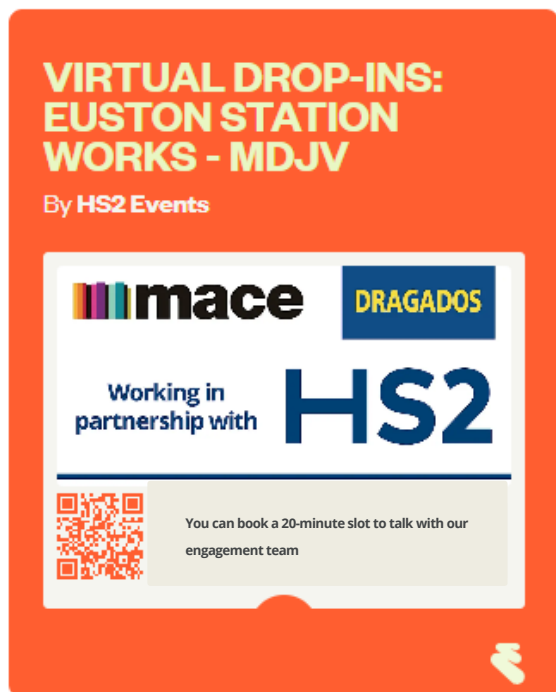 VIRTUAL DROP-INS:
EUSTON STATION
WORKS - MDJV
By HS2 Events
mace
DRAGADOS
Working in
partnership with
HS2
You can book a 20-minute slot to talk with our
engagement team